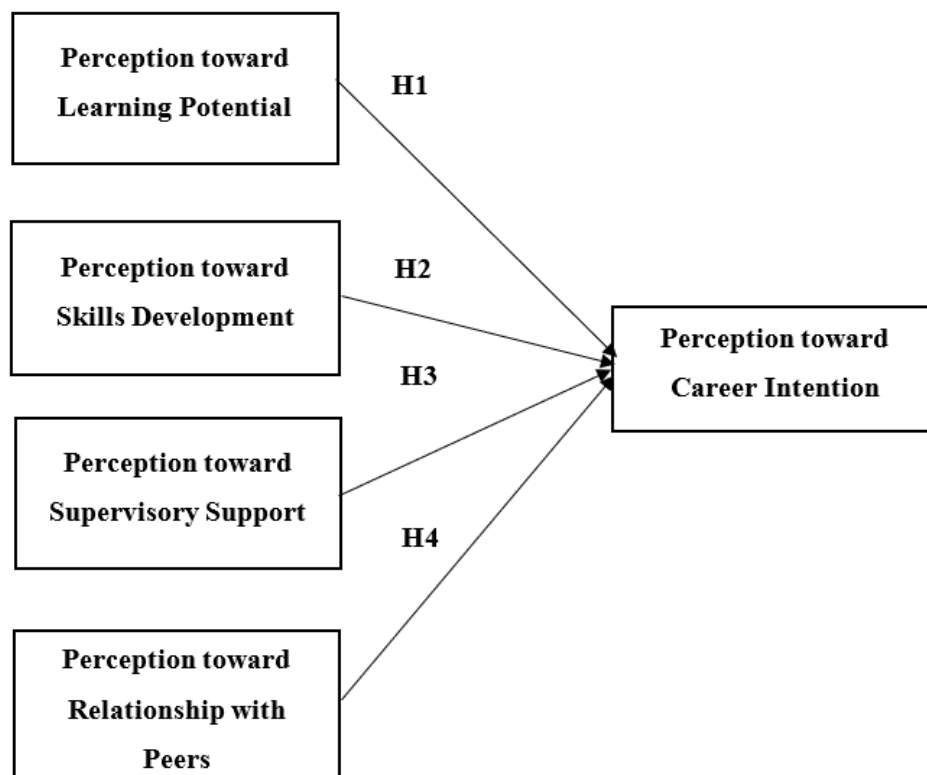 Perception toward
Learning Potential
H1
Perception toward
Skills Development
H2
H3
Perception toward
Supervisory Support
H4
Perception toward
Relationship with
Peers
Perception toward
Career Intention